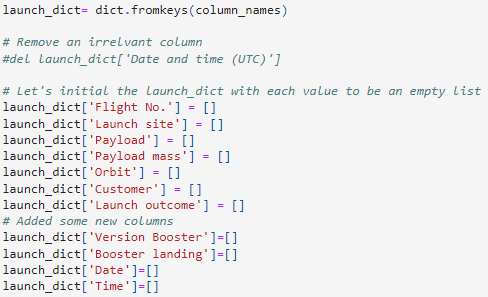 launch_dict= dict.fromkeys(column_names)
# Remove an irrelvant column
#del launch_dict['Date and time (UTC)']
# Let's initial the launch_dict with each value to be an empty list
launch_dict['Flight No.'] = []
launch_dict['Launch site'] = []
launch_dict['Payload'] = []
launch_dict['Payload mass'] = []
launch_dict['Orbit'] = []
launch_dict['Customer'] = []
launch_dict['Launch outcome'] = []
# Added some new columns
launch_dict['Version Booster']=[]
launch_dict['Booster landing']=[]
launch_dict['Date']=[]
launch_dict['Time']=[]